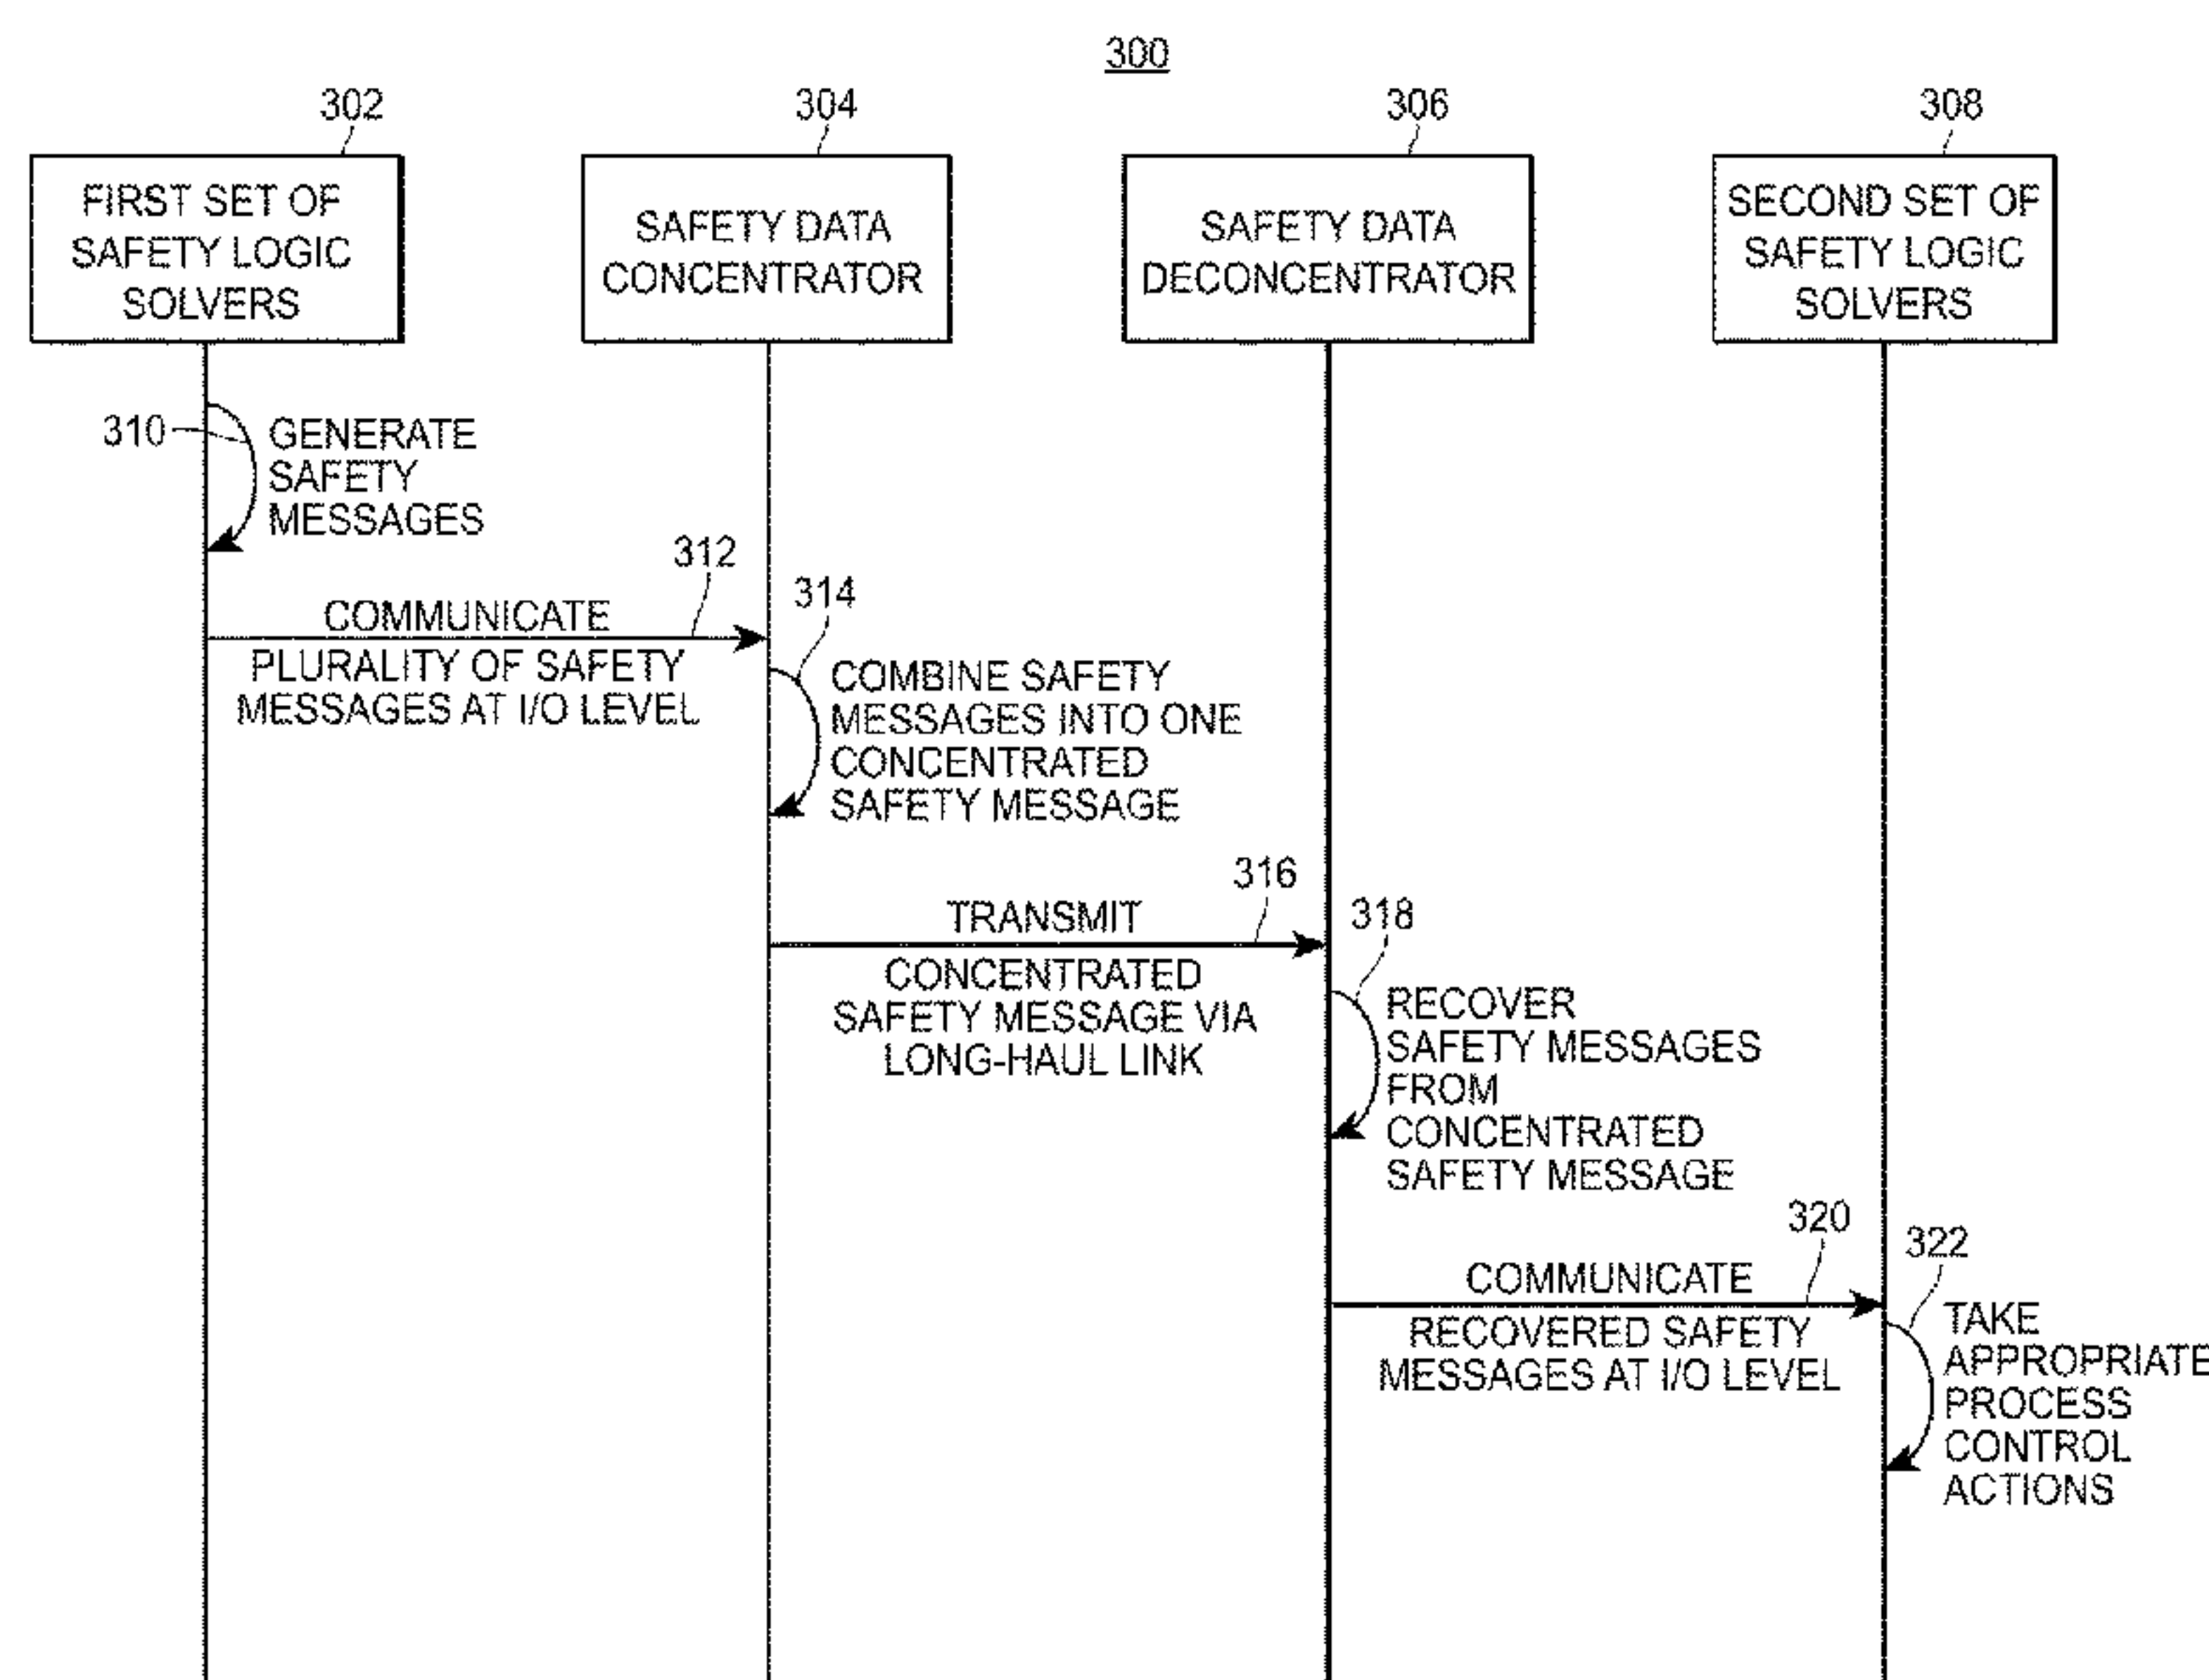 300
302
304
306
308
FIRST SET OF
SAFETY LOGIC
SOLVERS
SAFETY DATA
CONCENTRATOR
SAFETY DATA
DECONCENTRATOR
SECOND SET OF
SAFETY LOGIC
SOLVERS
310
GENERATE
SAFETY
MESSAGES
312
COMMUNICATE
PLURALITY OF SAFETY
MESSAGES AT I/O LEVEL
314
COMBINE SAFETY
MESSAGES INTO ONE
CONCENTRATED
SAFETY MESSAGE
316
TRANSMIT
CONCENTRATED
SAFETY MESSAGE VIA
LONG-HAUL LINK
318
RECOVER
SAFETY MESSAGES
FROM
CONCENTRATED
SAFETY MESSAGE
320
COMMUNICATE
RECOVERED SAFETY
MESSAGES AT I/O LEVEL
322
TAKE
APPROPRIATE
PROCESS
CONTROL
ACTIONS